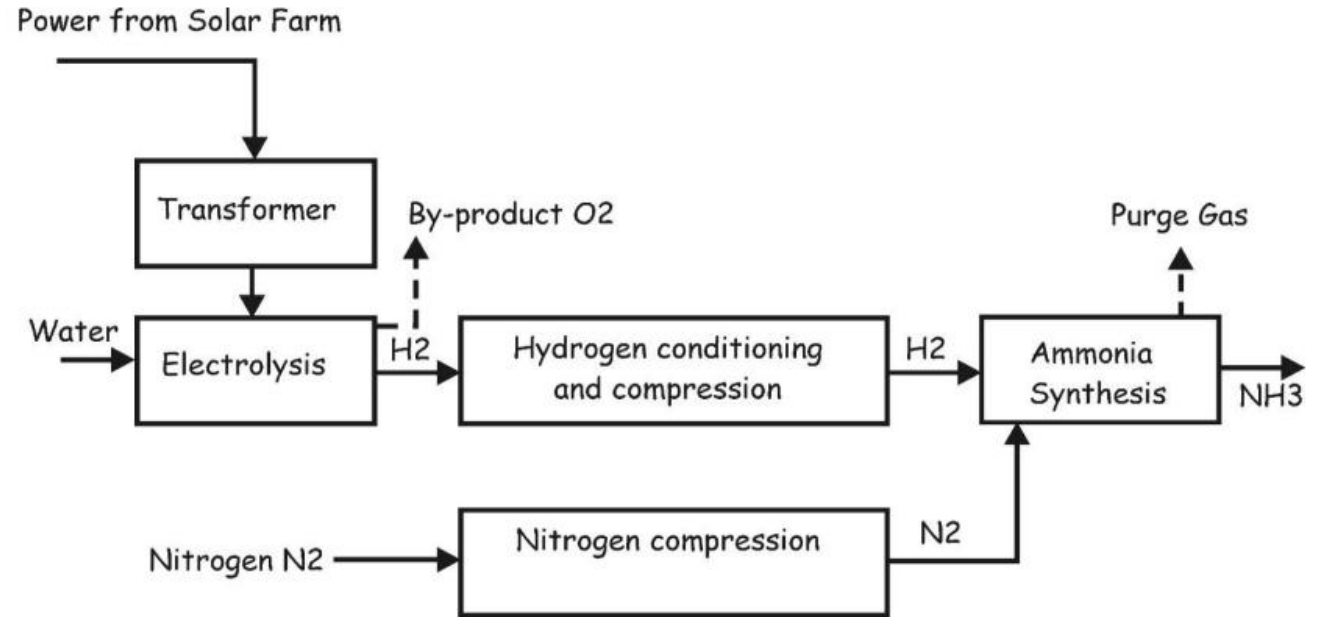 Power from Solar Farm
Transformer
By-product O2
Purge Gas
Water
Electrolysis
H2
Hydrogen conditioning
and compression
H2
Ammonia
Synthesis
NH3
Nitrogen N2
Nitrogen compression
N2